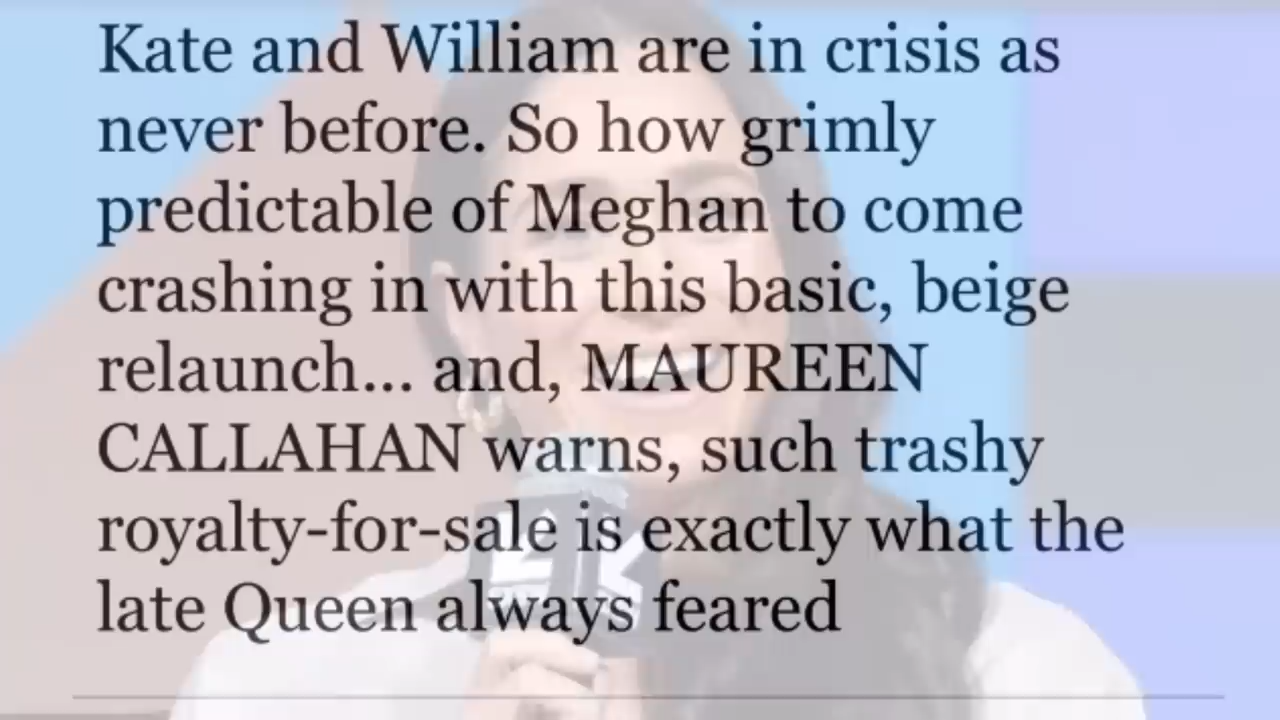 Kate and William are in crisis as
never before. So how grimly
predictable of Meghan to come
crashing in with this basic, beige
relaunch... and, MAUREEN
CALLAHAN warns, such trashy
royalty-for-sale is exactly what the
late Queen always feared